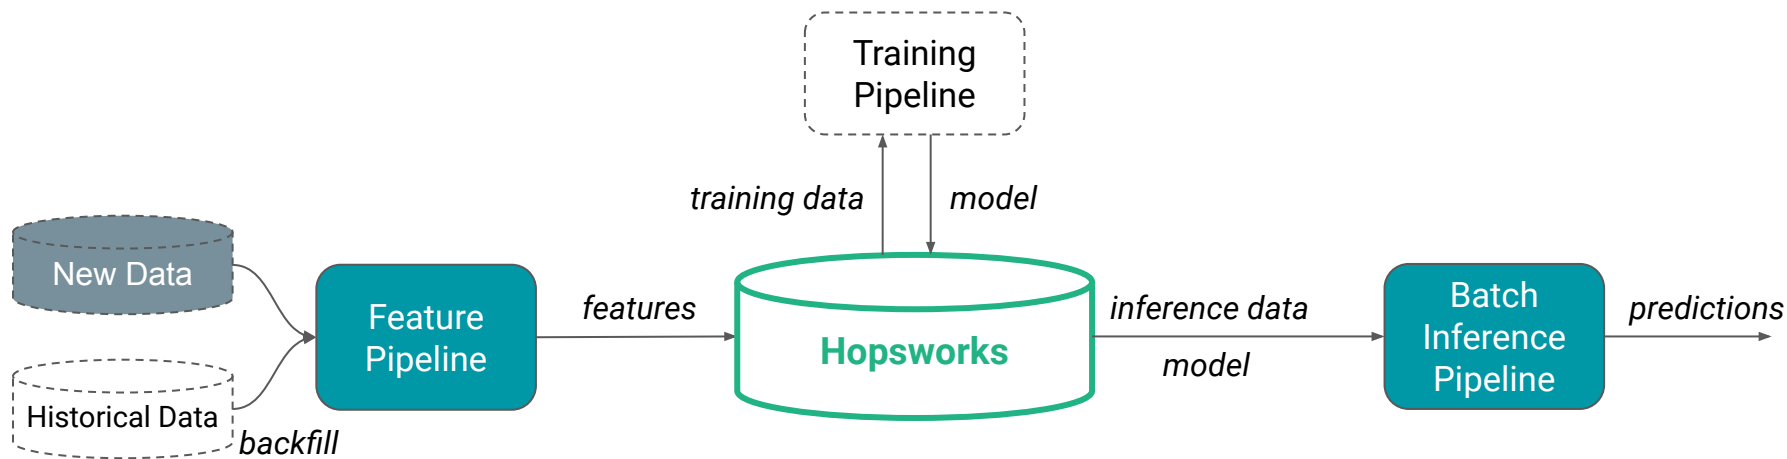 Training
Pipeline
training data
model
New Data
Feature
Pipeline
features
Hopsworks
inference data
model
Batch
Inference
Pipeline
predictions
Historical Data
backfill